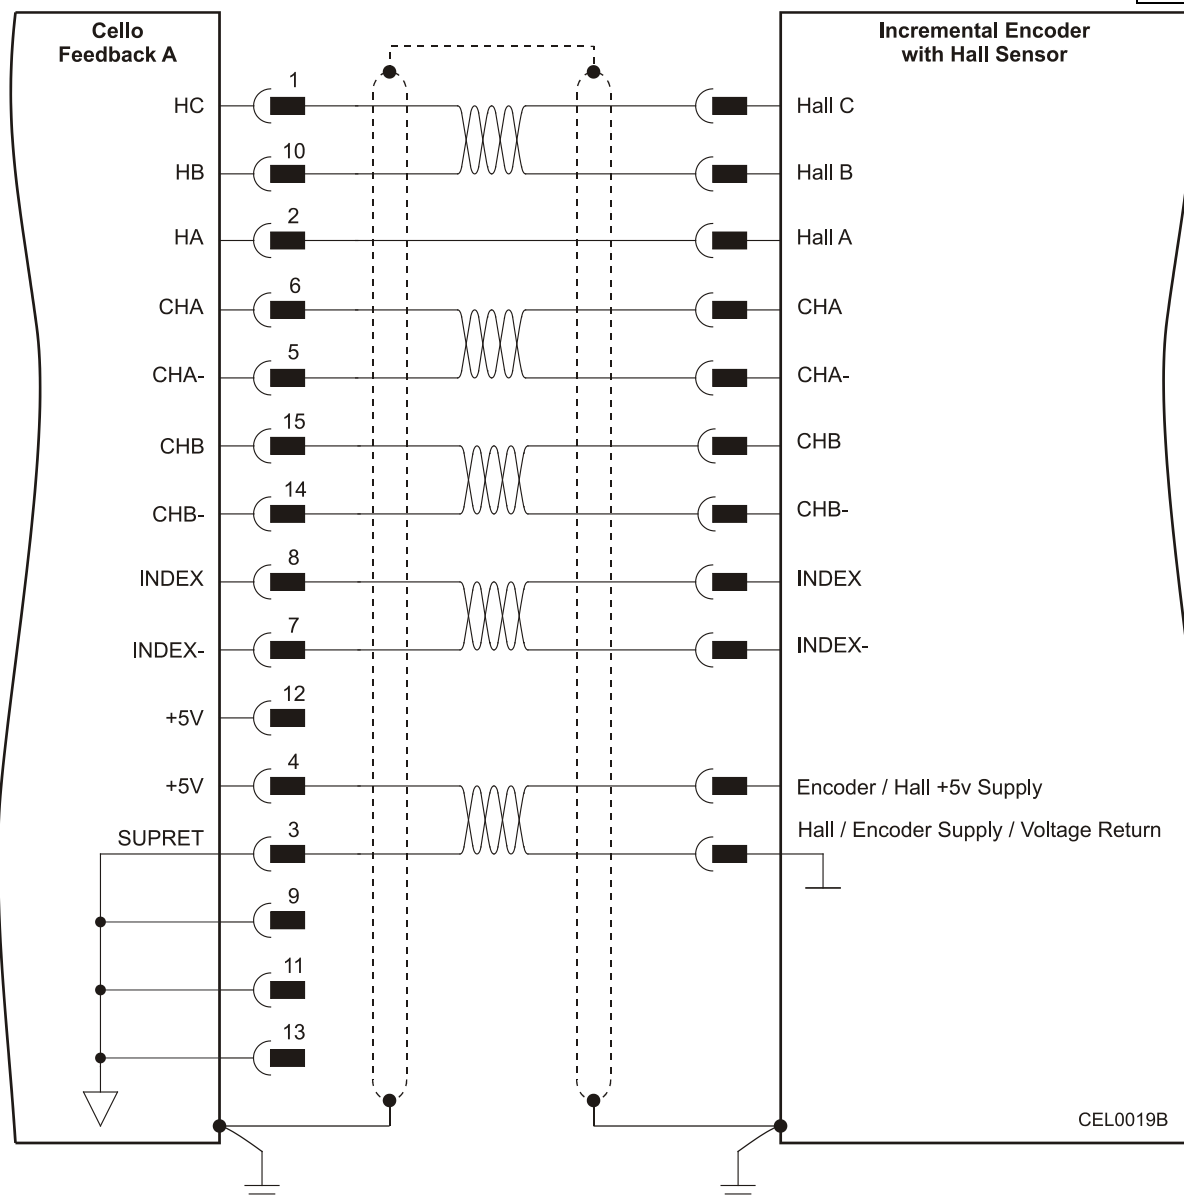 Cello
Feedback A
Incremental Encoder
with Hall Sensor
HC 1 Hall C
HB 10 Hall B
HA 2 Hall A
CHA 6 CHA
CHA- 5 CHA-
CHB 15 CHB
CHB- 14 CHB-
INDEX 8 INDEX
INDEX- 7 INDEX-
+5V 12
+5V 4 Encoder / Hall +5v Supply
SUPRET 3 Hall / Encoder Supply / Voltage Return
9
11
13
CEL0019B